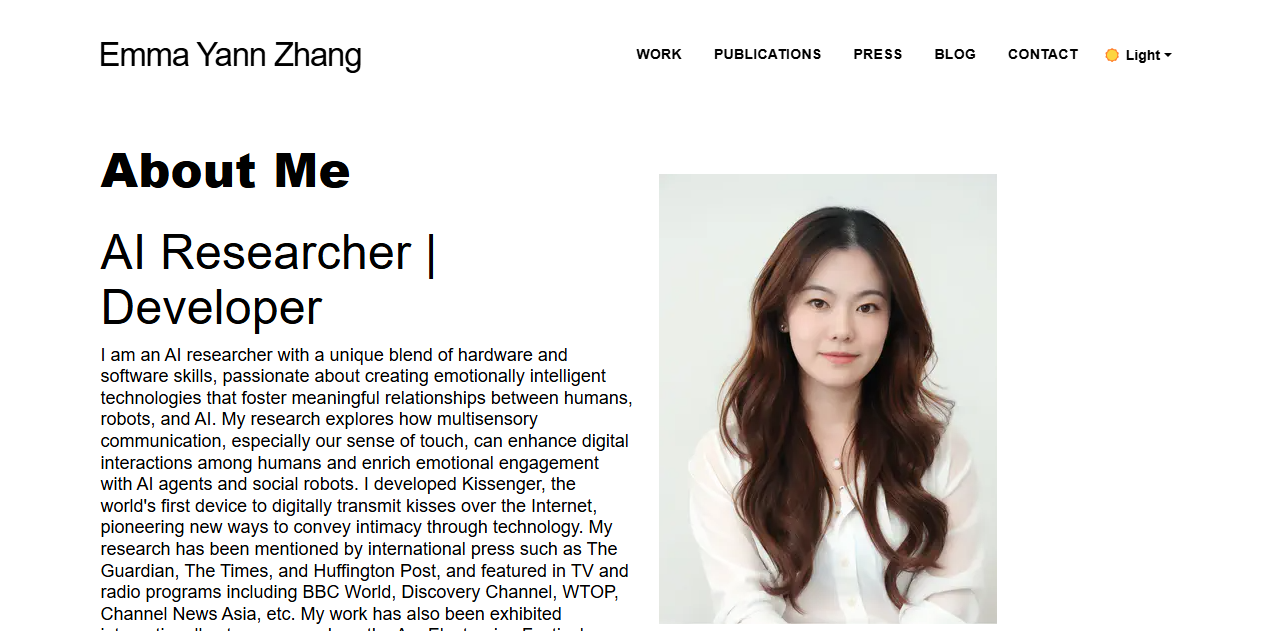 Emma Yann Zhang
WORK PUBLICATIONS PRESS BLOG CONTACT Light
About Me
AI Researcher |
Developer
I am an AI researcher with a unique blend of hardware and
software skills, passionate about creating emotionally intelligent
technologies that foster meaningful relationships between humans,
robots, and AI. My research explores how multisensory
communication, especially our sense of touch, can enhance digital
interactions among humans and enrich emotional engagement
with AI agents and social robots. I developed Kissenger, the
world's first device to digitally transmit kisses over the Internet,
pioneering new ways to convey intimacy through technology. My
research has been mentioned by international press such as The
Guardian, The Times, and Huffington Post, and featured in TV and
radio programs including BBC World, Discovery Channel, WTOP,
Channel News Asia, etc. My work has also been exhibited